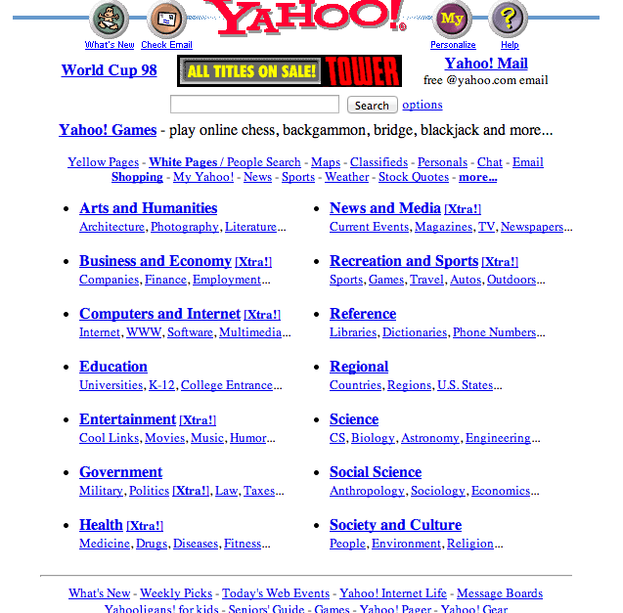 YAHOO!
My
?
What's New Check Email Personalize Help
World Cup 98
ALL TITLES ON SALE! TOWER
Yahoo! Mail
free @yahoo.com email
Search options
Yahoo! Games - play online chess, backgammon, bridge, blackjack and more...
Yellow Pages - White Pages / People Search - Maps - Classifieds - Personals - Chat - Email
Shopping - My Yahoo! - News - Sports - Weather - Stock Quotes - more...
• Arts and Humanities
Architecture, Photography, Literature...
• News and Media [Xtra!]
Current Events, Magazines, TV, Newspapers...
• Business and Economy [Xtra!]
Companies, Finance, Employment...
• Recreation and Sports [Xtra!]
Sports, Games, Travel, Autos, Outdoors...
• Computers and Internet [Xtra!]
Internet, WWW, Software, Multimedia...
• Reference
Libraries, Dictionaries, Phone Numbers...
• Education
Universities, K-12, College Entrance...
• Regional
Countries, Regions, U.S. States...
• Entertainment [Xtra!]
Cool Links, Movies, Music, Humor...
• Science
CS, Biology, Astronomy, Engineering...
• Government
Military, Politics [Xtra!], Law, Taxes...
• Social Science
Anthropology, Sociology, Economics...
• Health [Xtra!]
Medicine, Drugs, Diseases, Fitness...
• Society and Culture
People, Environment, Religion...
What's New - Weekly Picks - Today's Web Events - Yahoo! Internet Life - Message Boards
Yahooligans! for kids - Seniors' Guide - Games - Yahoo! Pager - Yahoo! Gear